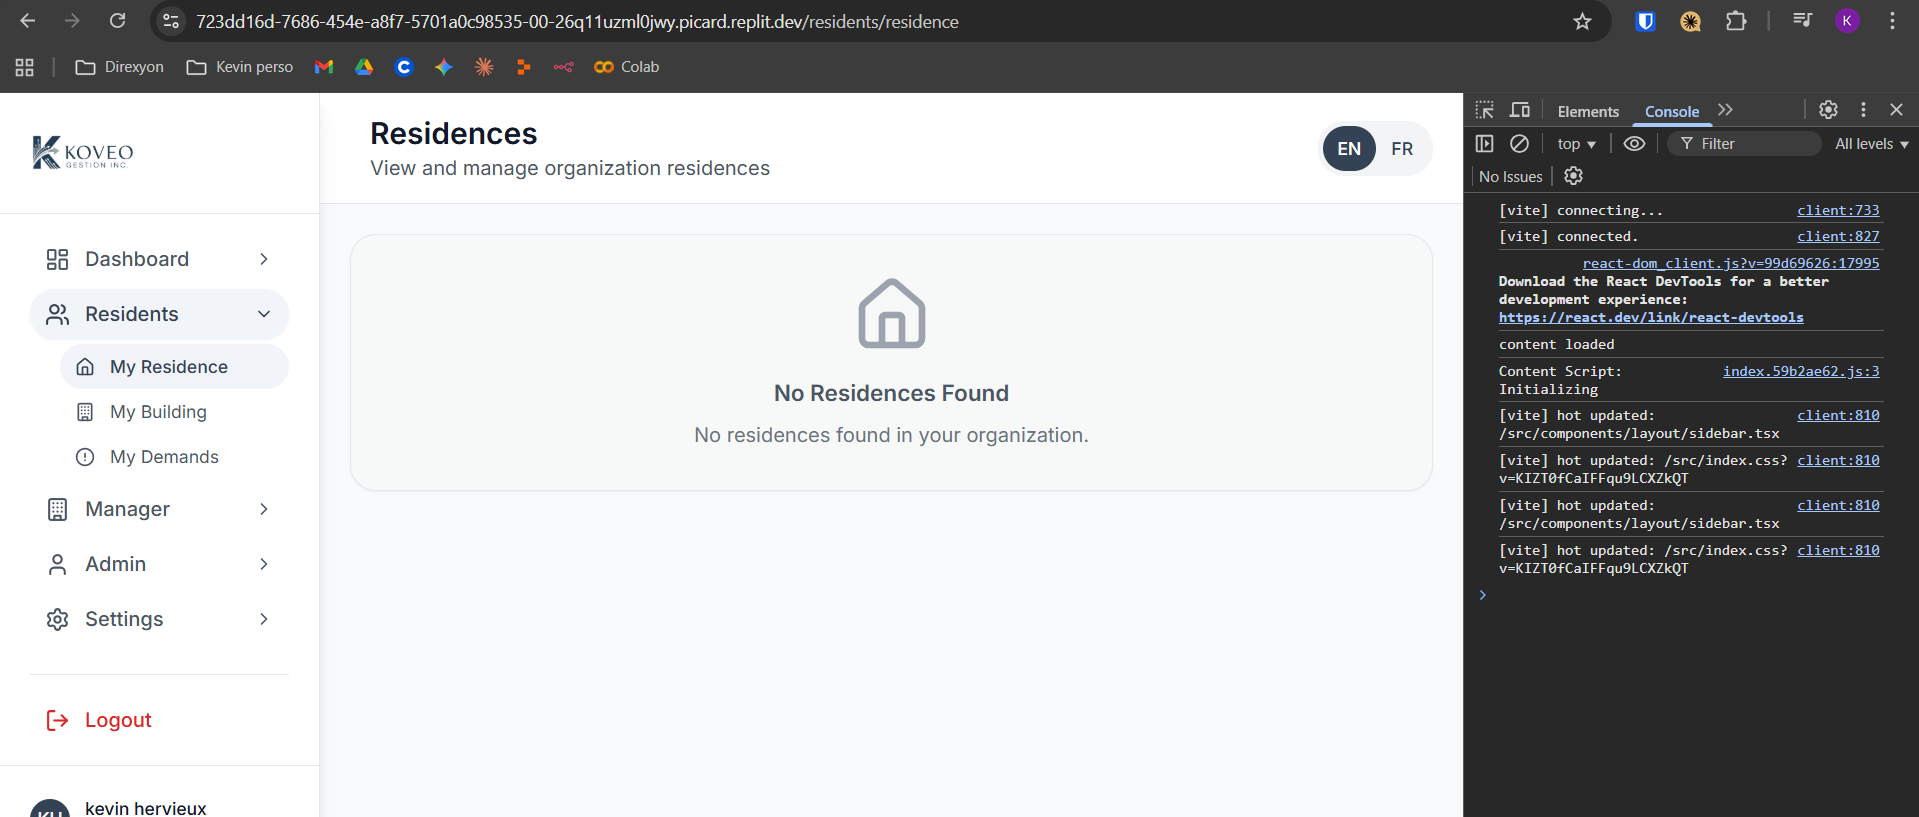 723dd16d-7686-454e-a8f7-5701a0c98535-00-26q11uzml0jwy.picard.replit.dev/residents/residence
K
Direxyon
Kevin perso
Colab
KOVEO
GESTION INC.
Dashboard
Residents
My Residence
My Building
My Demands
Manager
Admin
Settings
Logout
KH
kevin hervieux
Residences
View and manage organization residences
EN FR
No Residences Found
No residences found in your organization.
Elements Console
top Filter All levels
No Issues
[vite] connecting... client:733
[vite] connected. client:827
react-dom_client.js?v=99d69626:17995
Download the React DevTools for a better
development experience:
https://react.dev/link/react-devtools
content loaded
Content Script: index.59b2ae62.js:3
Initializing
[vite] hot updated: client:810
/src/components/layout/sidebar.tsx
[vite] hot updated: /src/index.css? client:810
v=KIZT0fCaIFFqu9LCXZkQT
[vite] hot updated: client:810
/src/components/layout/sidebar.tsx
[vite] hot updated: /src/index.css? client:810
v=KIZT0fCaIFFqu9LCXZkQT